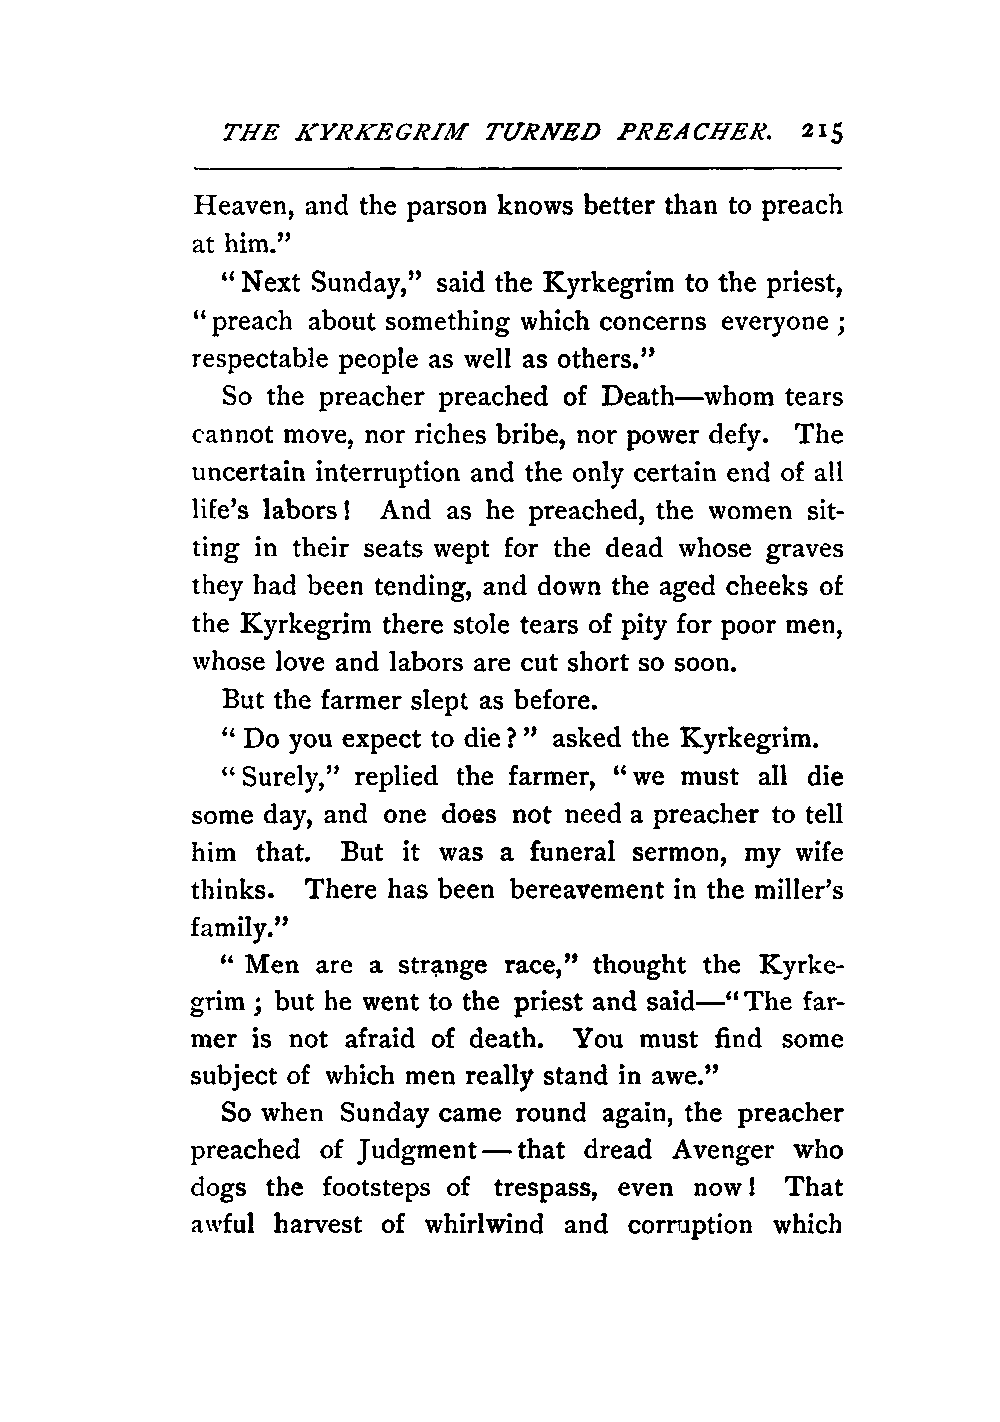 THE KYRKEGRIM TURNED PREACHER. 215
Heaven, and the parson knows better than to preach
at him."
"Next Sunday," said the Kyrkegrim to the priest,
"preach about something which concerns everyone ;
respectable people as well as others."
So the preacher preached of Death—whom tears
cannot move, nor riches bribe, nor power defy. The
uncertain interruption and the only certain end of all
life's labors! And as he preached, the women sit-
ting in their seats wept for the dead whose graves
they had been tending, and down the aged cheeks of
the Kyrkegrim there stole tears of pity for poor men,
whose love and labors are cut short so soon.
But the farmer slept as before.
"Do you expect to die?" asked the Kyrkegrim.
"Surely," replied the farmer, "we must all die
some day, and one does not need a preacher to tell
him that. But it was a funeral sermon, my wife
thinks. There has been bereavement in the miller's
family."
"Men are a strange race," thought the Kyrke-
grim ; but he went to the priest and said—"The far-
mer is not afraid of death. You must find some
subject of which men really stand in awe."
So when Sunday came round again, the preacher
preached of Judgment—that dread Avenger who
dogs the footsteps of trespass, even now! That
awful harvest of whirlwind and corruption which